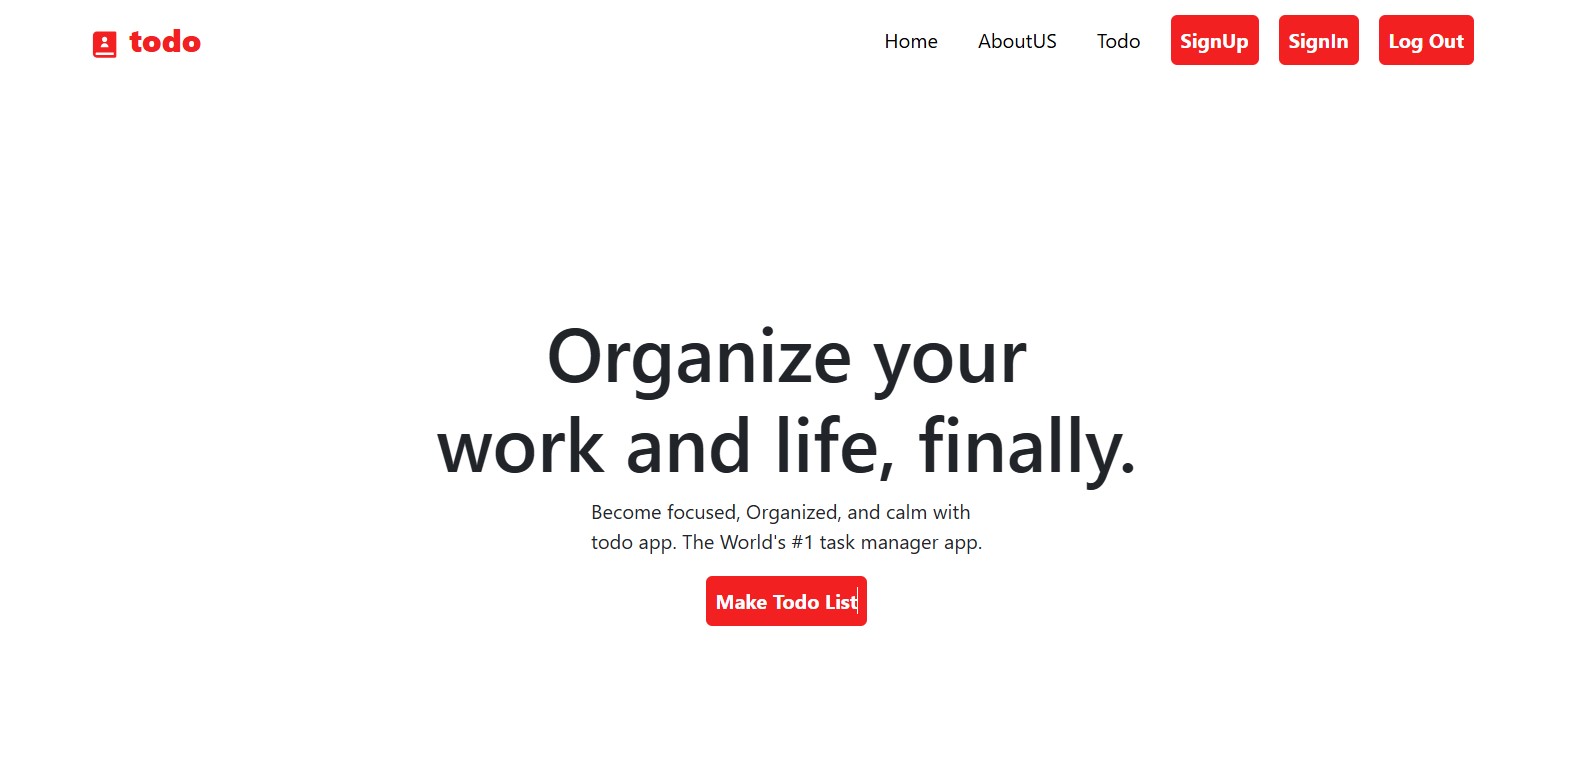 todo
Home AboutUS Todo SignUp SignIn Log Out
Organize your
work and life, finally.
Become focused, Organized, and calm with
todo app. The World's #1 task manager app.
Make Todo List